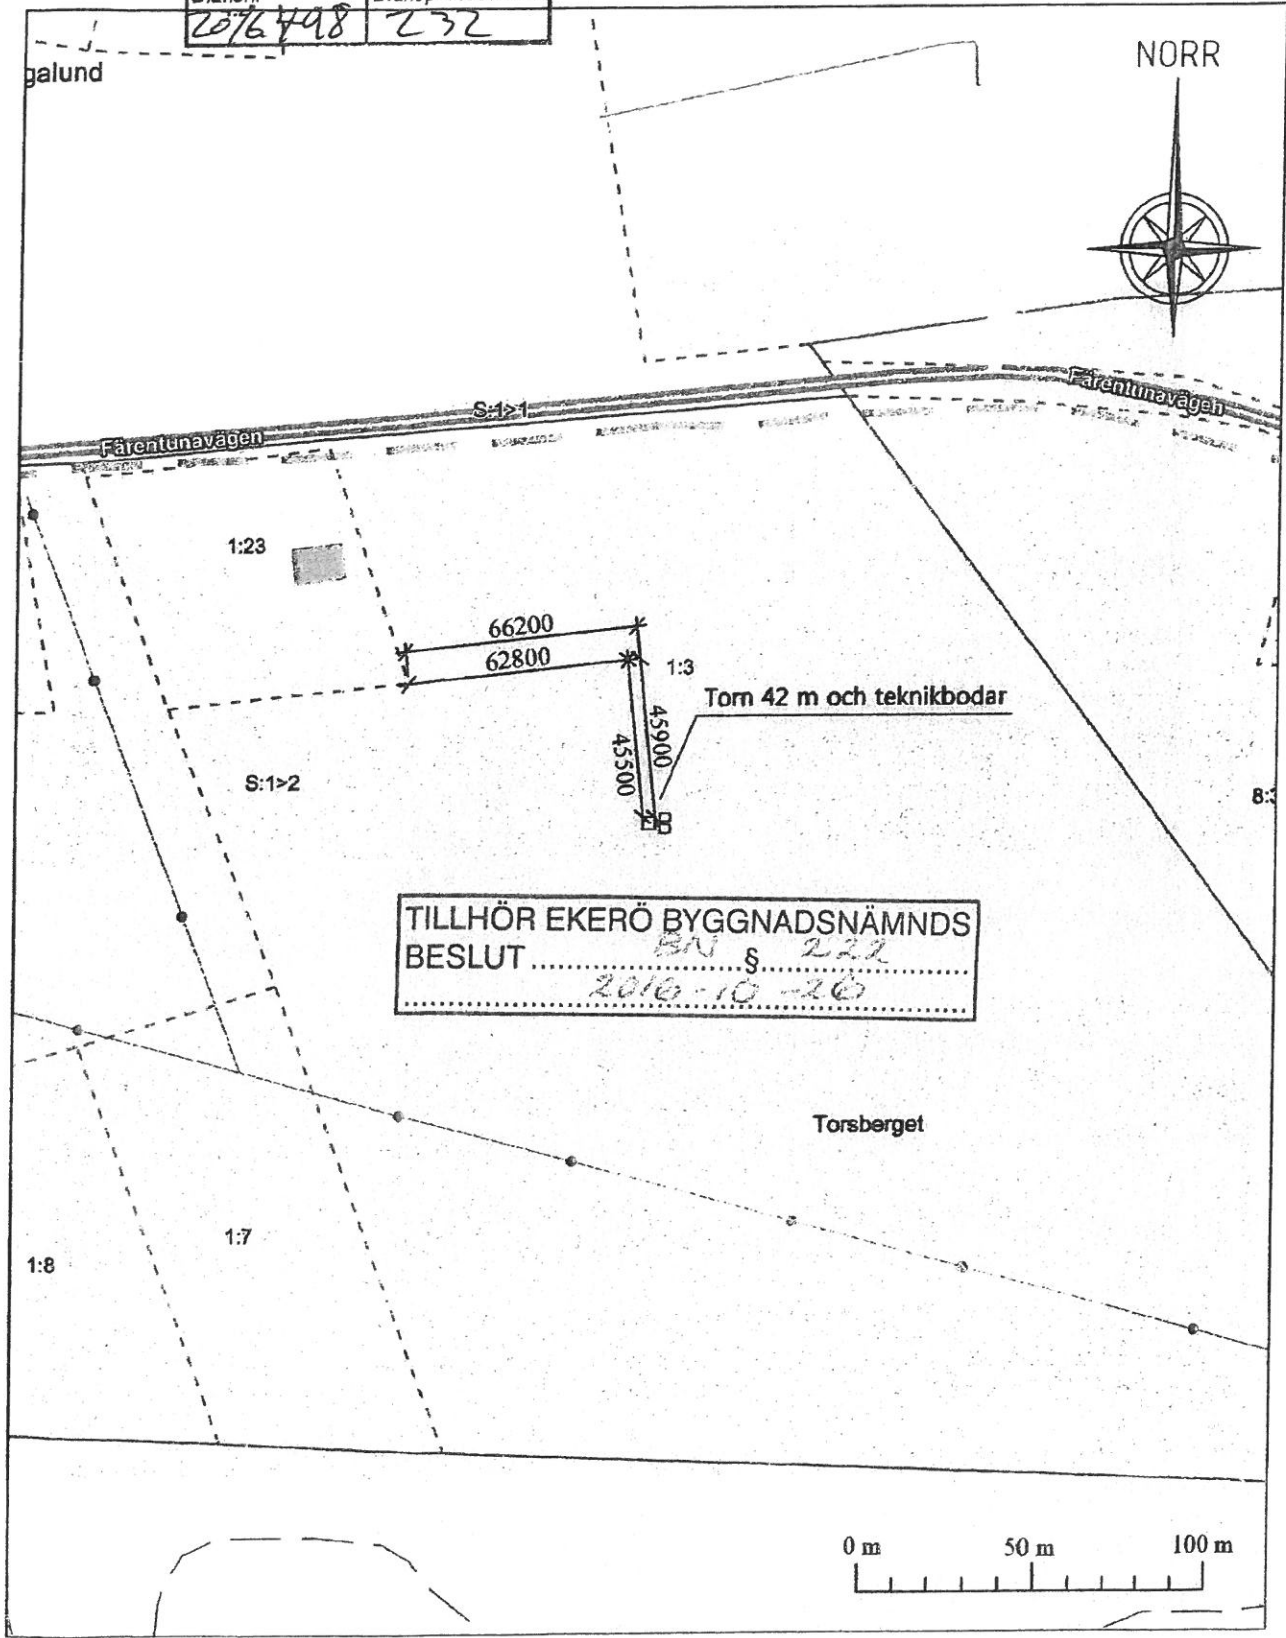 2016 498 232
galund
NORR
S:1>1
Färentunavägen
Färentunavägen
1:23
66200
62800
1:3
Torn 42 m och teknikbodar
45900
45500
S:1>2
8:3
TILLHÖR EKERÖ BYGGNADSNÄMNDS
BESLUT BN § 222
2016-10-26
Torsberget
1:7
1:8
0 m 50 m 100 m